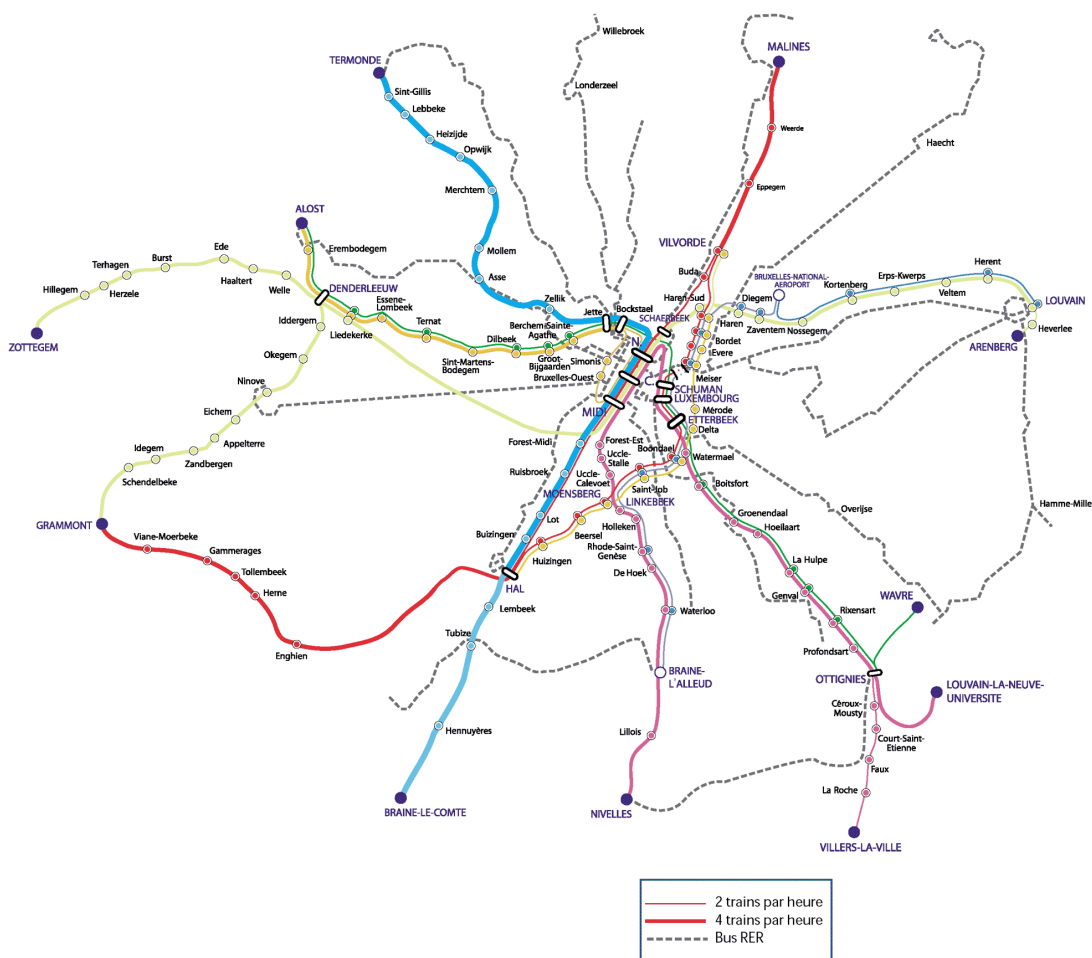 Willebroek
MALINES
TERMONDE
Sint-Gillis
Lebbeke
Londerzeel
Heizijde
Weerde
Opwijk
Haecht
Merchtem
Eppegem
ALOST
Erembodegem
Mollem
VILVORDE
Ede
Burst
Terhagen
Haaltert
Asse
Buda
BRUXELLES-NATIONAL-
AEROPORT
Herent
Erps-Kwerps
Kortenberg
Welle
DENDERLEEUW
Hillegem
Herzele
Essene-
Lombeek
Zellik
Bockstael
Haren-Sud
Diegem
Veltem
LOUVAIN
Iddergem
Liedekerke
Ternat
Jette
SCHAERBEEK
Haren
Zaventem
Nossegem
Heverlee
Berchem-Sainte-
Agathe
Dilbeek
ZOTTEGEM
N
Bordet
Evere
ARENBERG
Okegem
Sint-Martens-
Bodegem
Groot-
Bijgaarden
Simonis
Bruxelles-Ouest
C.
Meiser
Ninove
SCHUMAN
LUXEMBOURG
MIDI
Mérode
ETTERBEEK
Delta
Eichem
Appelterre
Idegem
Zandbergen
Schendelbeke
Forest-Midi
Forest-Est
Uccle-
Stalle
Boondael
Watermael
Ruisbroek
Uccle-
Calevoet
Saint-Job
Boitsfort
MOENSBERG
LINKEBEEK
Hamme-Mille
GRAMMONT
Lot
Holleken
Groenendaal
Overijse
Hoeilaart
Viane-Moerbeke
Buizingen
Beersel
Gammerages
Huizingen
Rhode-Saint-
Genèse
La Hulpe
Tollembeek
De Hoek
HAL
Herne
Genval
WAVRE
Lembeek
Waterloo
Rixensart
Tubize
Profondsart
Enghien
BRAINE-
L'ALLEUD
OTTIGNIES
LOUVAIN-LA-NEUVE-
UNIVERSITE
Céroux-
Mousty
Hennuyères
Lillois
Court-Saint-
Etienne
Faux
La Roche
BRAINE-LE-COMTE
NIVELLES
VILLERS-LA-VILLE
2 trains par heure
4 trains par heure
Bus RER